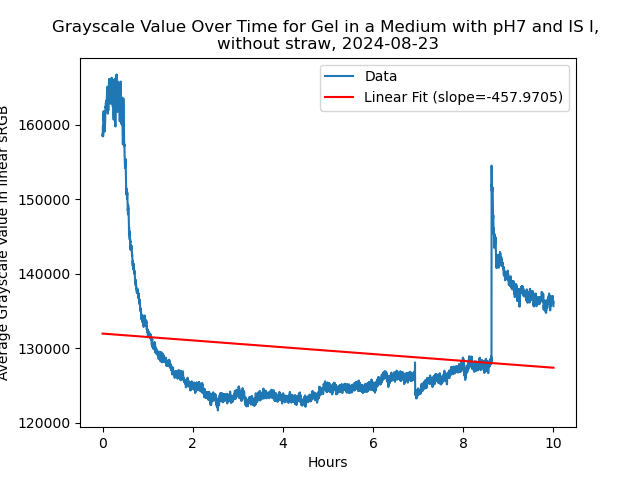 Grayscale Value Over Time for Gel in a Medium with pH7 and IS I,
without straw, 2024-08-23
Data
Linear Fit (slope=-457.9705)
160000
150000
140000
130000
120000
Average Grayscale Value in linear sRGB
0 2 4 6 8 10
Hours